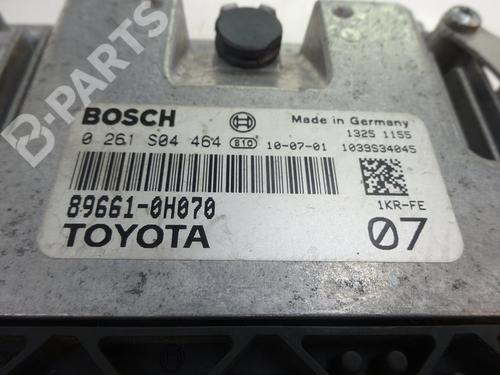 B-PARTS
BOSCH
Made in Germany
0 261 S04 464 810 10-07-01
1325 1155
1039S34045
89661-0H070
1KR-FE
TOYOTA
07